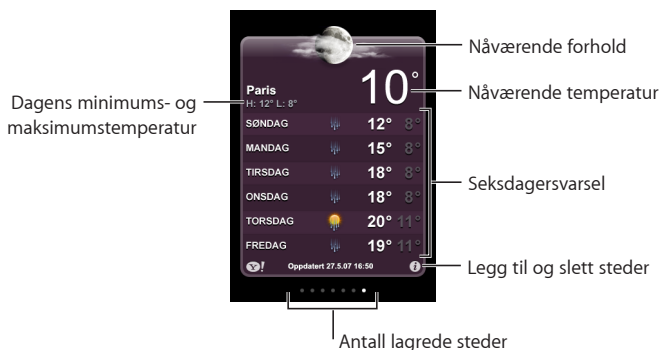 Nåværende forhold
Paris
H: 12° L: 8°
10°
Nåværende temperatur
Dagens minimums- og
maksimumstemperatur
SØNDAG 12° 8°
MANDAG 15° 8°
TIRSDAG 18° 8°
ONSDAG 18° 8°
TORSDAG 20° 11°
FREDAG 19° 11°
Seksdagersvarsel
Y! Oppdatert 27.5.07 16:50 i
Legg til og slett steder
Antall lagrede steder